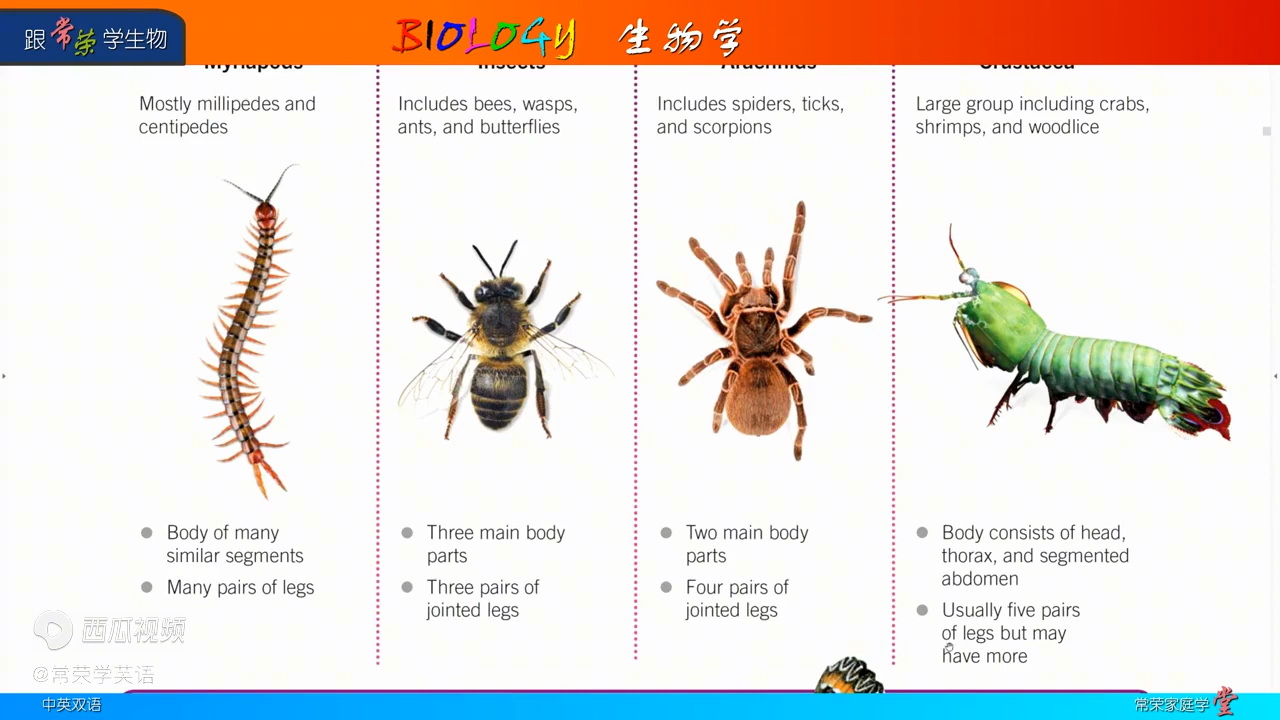 跟常荣学生物
BIOLOGY 生物学
Myriapods
Insects
Arachnids
Crustacea
Mostly millipedes and
centipedes
Includes bees, wasps,
ants, and butterflies
Includes spiders, ticks,
and scorpions
Large group including crabs,
shrimps, and woodlice
Body of many
similar segments
Many pairs of legs
Three main body
parts
Three pairs of
jointed legs
Two main body
parts
Four pairs of
jointed legs
Body consists of head,
thorax, and segmented
abdomen
Usually five pairs
of legs but may
have more
西瓜视频
@常荣学英语
中英双语
常荣家庭学堂